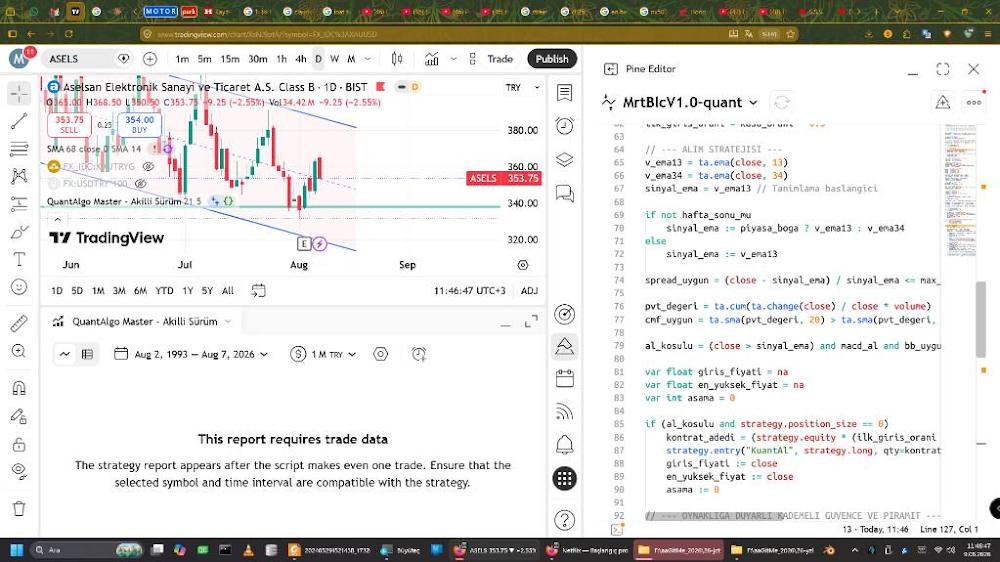 MOTOR
park
www.tradingview.com/chart/
ASELS
1m 5m 15m 30m 1h 4h D W M
Trade
Publish
Aselsan Elektronik Sanayi ve Ticaret A.S. Class B · 1D · BIST
D
TRY
O365.00 H368.50 L350.50 C353.75 −9.25 (−2.55%) Vol34.42 M −9.25 (−2.55%)
353.75
SELL
0.25
354.00
BUY
SMA 68 close 0 SMA 14
FX:USDTRY·100
QuantAlgo Master - Akilli Sürüm 21 5
TradingView
380.00
360.00
ASELS 353.75
340.00
320.00
E
Jun Jul Aug Sep
1D 5D 1M 3M 6M YTD 1Y 5Y All
11:46:47 UTC+3
ADJ
QuantAlgo Master - Akilli Sürüm
Aug 2, 1993 — Aug 7, 2026
1 M TRY
This report requires trade data
The strategy report appears after the script makes even one trade. Ensure that the
selected symbol and time interval are compatible with the strategy.
Pine Editor
MrtBlcV1.0-quant
63
64 // --- ALIM STRATEJISI ---
65 v_ema13 = ta.ema(close, 13)
66 v_ema34 = ta.ema(close, 34)
67 sinyal_ema = v_ema13 // Tanimlama baslangici
68
69 if not hafta_sonu_mu
70 sinyal_ema := piyasa_boga ? v_ema13 : v_ema34
71 else
72 sinyal_ema := v_ema13
73
74 spread_uygun = (close - sinyal_ema) / sinyal_ema <= max_
75
76 pvt_degeri = ta.cum(ta.change(close) / close * volume)
77 cmf_uygun = ta.sma(pvt_degeri, 20) > ta.sma(pvt_degeri,
78
79 al_kosulu = (close > sinyal_ema) and macd_al and bb_uygu
80
81 var float giris_fiyati = na
82 var float en_yuksek_fiyat = na
83 var int asama = 0
84
85 if (al_kosulu and strategy.position_size == 0)
86 kontrat_adedi = (strategy.equity * (ilk_giris_orani
87 strategy.entry("KuantAl", strategy.long, qty=kontrat
88 giris_fiyati := close
89 en_yuksek_fiyat := close
90 asama := 0
91
92 // --- OYNAKLIGA DUYARLI KADEMELI GUVENCE VE PIRAMIT ---
13 · Today, 11:46 Line 127, Col 1
Ara
Büyüteç
ASELS 353.75 ▼ −2.55%
Netflix — Başlangıç pro